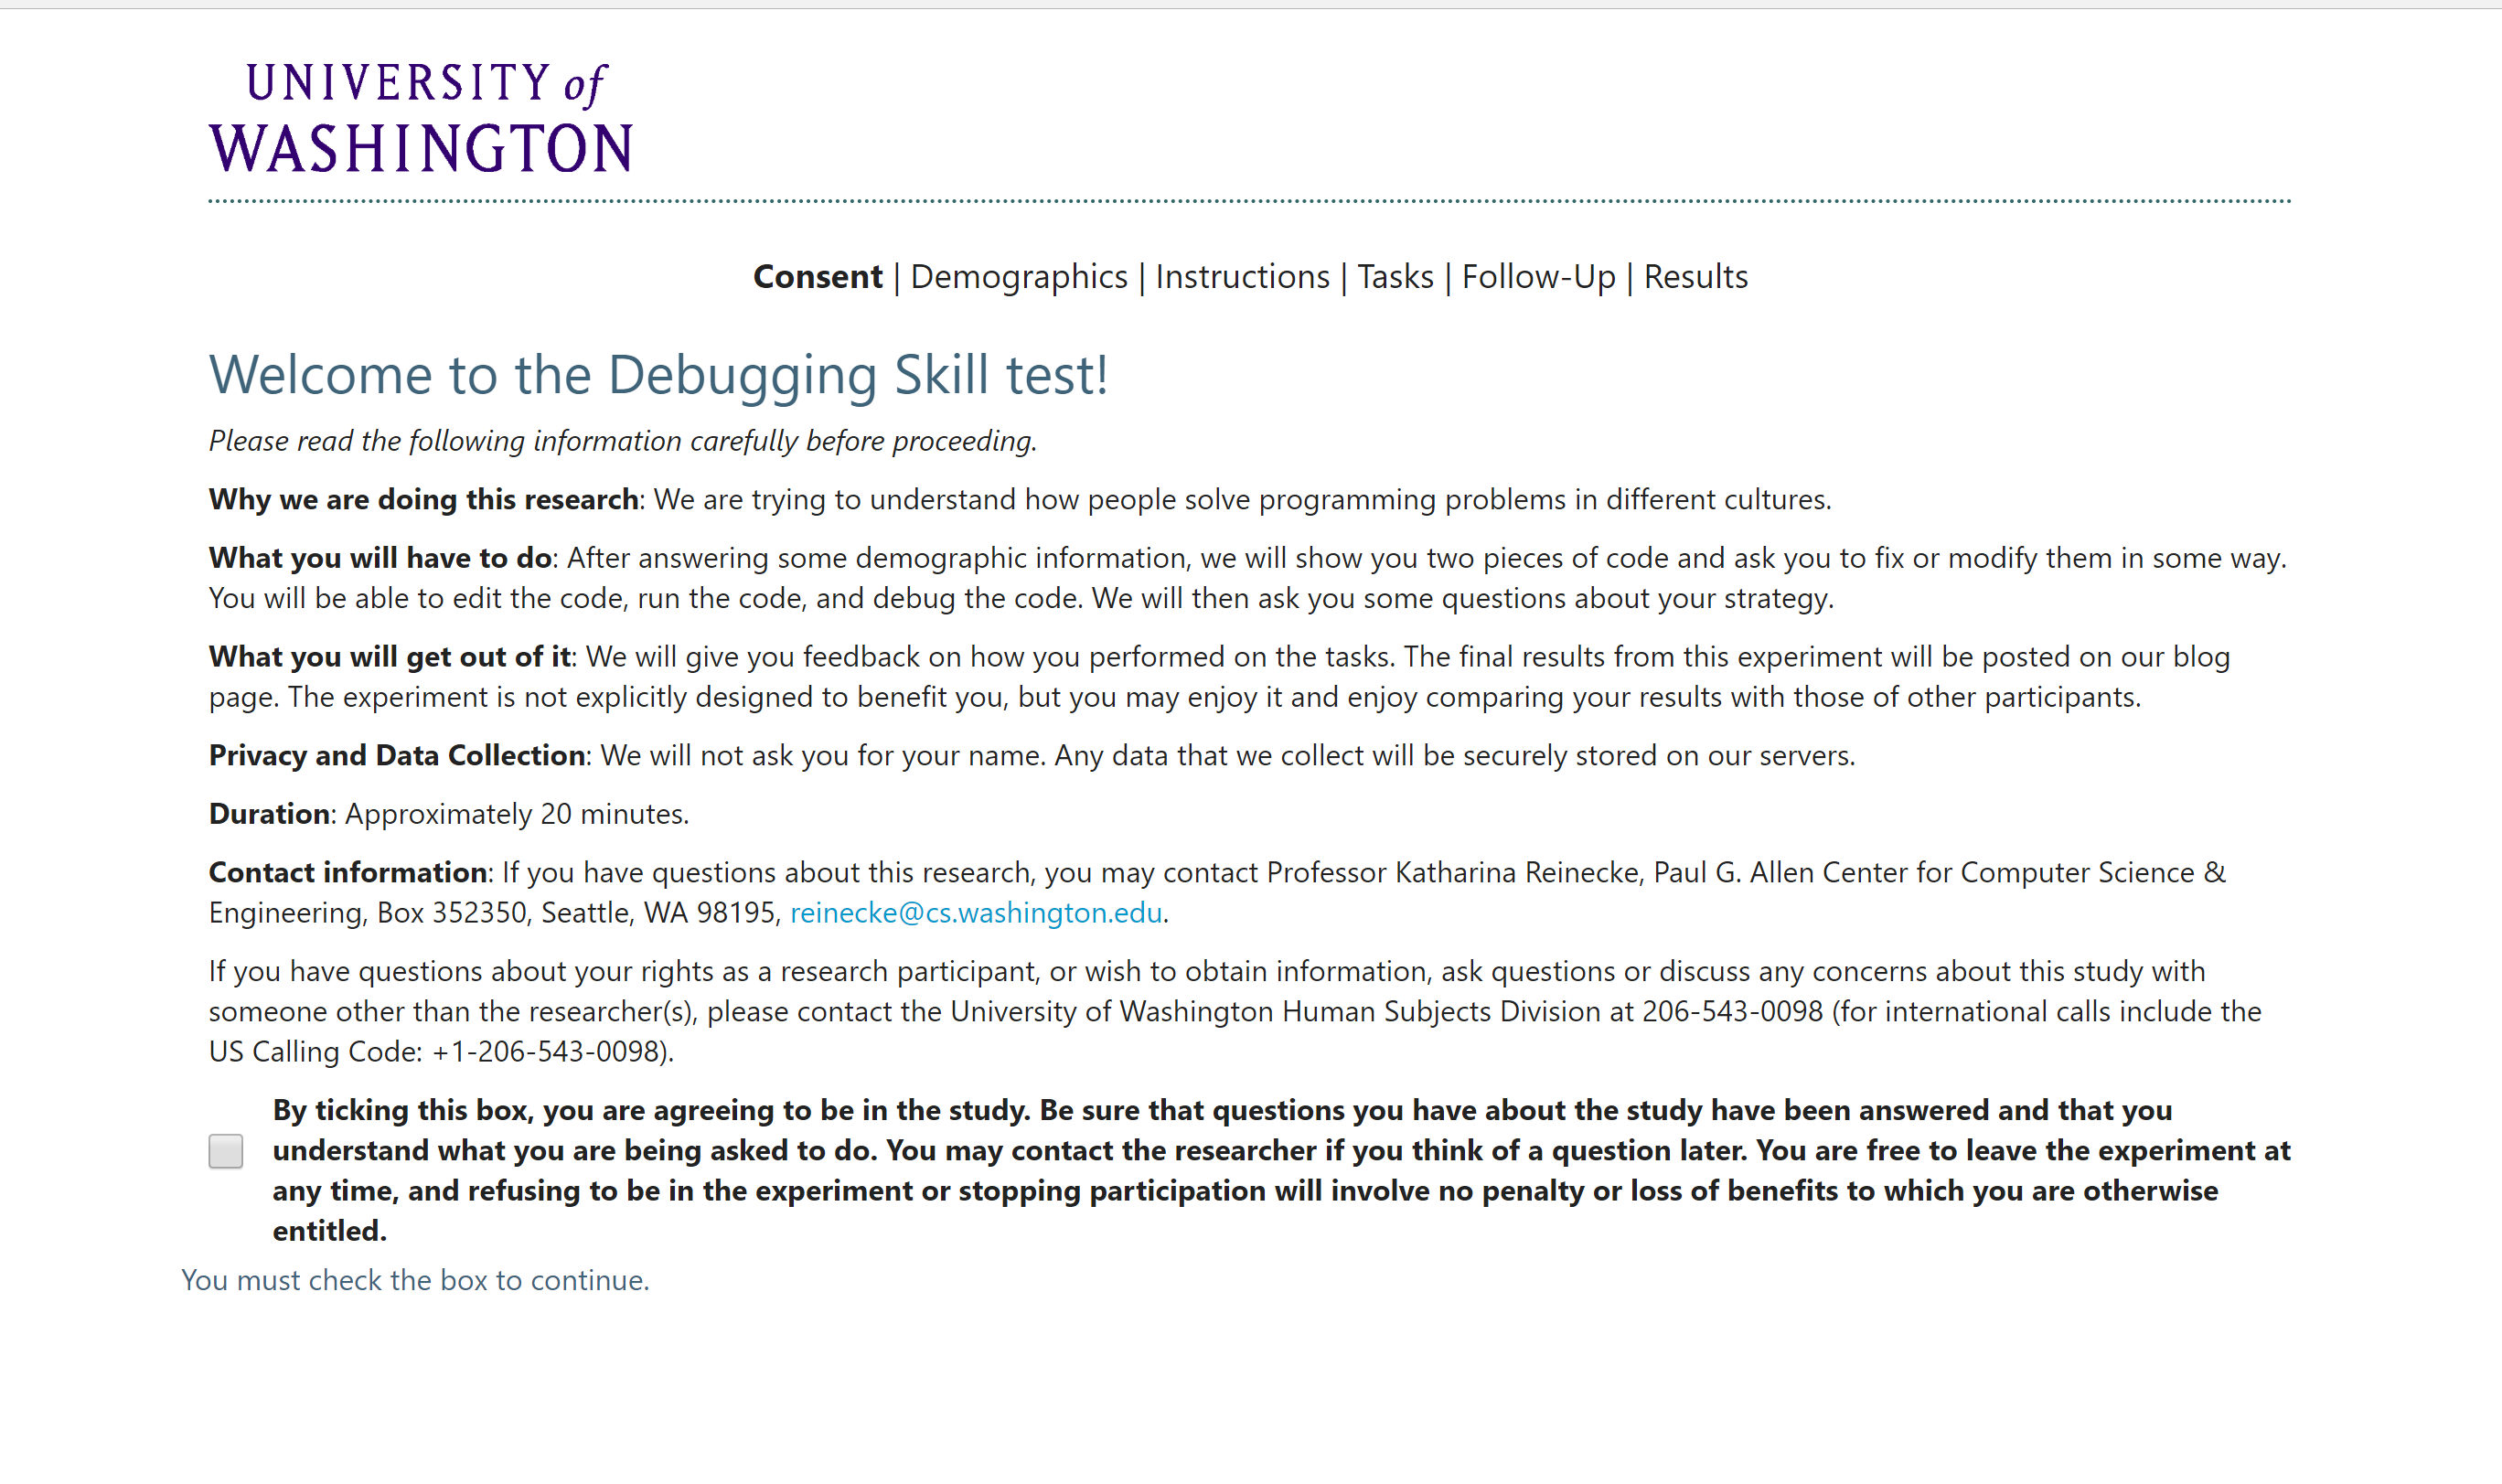 UNIVERSITY of
WASHINGTON
Consent | Demographics | Instructions | Tasks | Follow-Up | Results
Welcome to the Debugging Skill test!
Please read the following information carefully before proceeding.
Why we are doing this research: We are trying to understand how people solve programming problems in different cultures.
What you will have to do: After answering some demographic information, we will show you two pieces of code and ask you to fix or modify them in some way.
You will be able to edit the code, run the code, and debug the code. We will then ask you some questions about your strategy.
What you will get out of it: We will give you feedback on how you performed on the tasks. The final results from this experiment will be posted on our blog
page. The experiment is not explicitly designed to benefit you, but you may enjoy it and enjoy comparing your results with those of other participants.
Privacy and Data Collection: We will not ask you for your name. Any data that we collect will be securely stored on our servers.
Duration: Approximately 20 minutes.
Contact information: If you have questions about this research, you may contact Professor Katharina Reinecke, Paul G. Allen Center for Computer Science &
Engineering, Box 352350, Seattle, WA 98195, reinecke@cs.washington.edu.
If you have questions about your rights as a research participant, or wish to obtain information, ask questions or discuss any concerns about this study with
someone other than the researcher(s), please contact the University of Washington Human Subjects Division at 206-543-0098 (for international calls include the
US Calling Code: +1-206-543-0098).
By ticking this box, you are agreeing to be in the study. Be sure that questions you have about the study have been answered and that you
understand what you are being asked to do. You may contact the researcher if you think of a question later. You are free to leave the experiment at
any time, and refusing to be in the experiment or stopping participation will involve no penalty or loss of benefits to which you are otherwise
entitled.
You must check the box to continue.